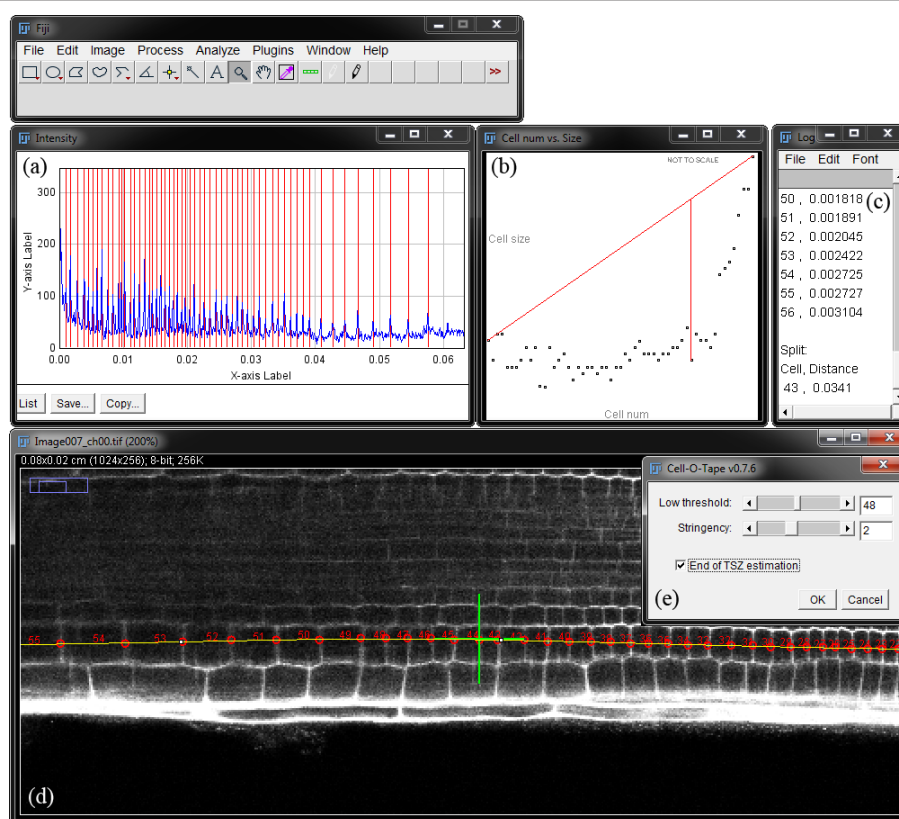 Fiji
File Edit Image Process Analyze Plugins Window Help
A
>>
Intensity
(a)
300
200
100
0
Y-axis Label
0.00 0.01 0.02 0.03 0.04 0.05 0.06
X-axis Label
List Save... Copy...
Cell num vs. Size
(b)
NOT TO SCALE
Cell size
Cell num
Log
File Edit Font
50 , 0.001818
(c)
51 , 0.001891
52 , 0.002045
53 , 0.002422
54 , 0.002725
55 , 0.002727
56 , 0.003104
Split:
Cell, Distance
43 , 0.0341
Image007_ch00.tif (200%)
0.08x0.02 cm (1024x256); 8-bit; 256K
Cell-O-Tape v0.7.6
Low threshold: 48
Stringency: 2
End of TSZ estimation
OK Cancel
(e)
55 54 53 52 51 50 49
(d)